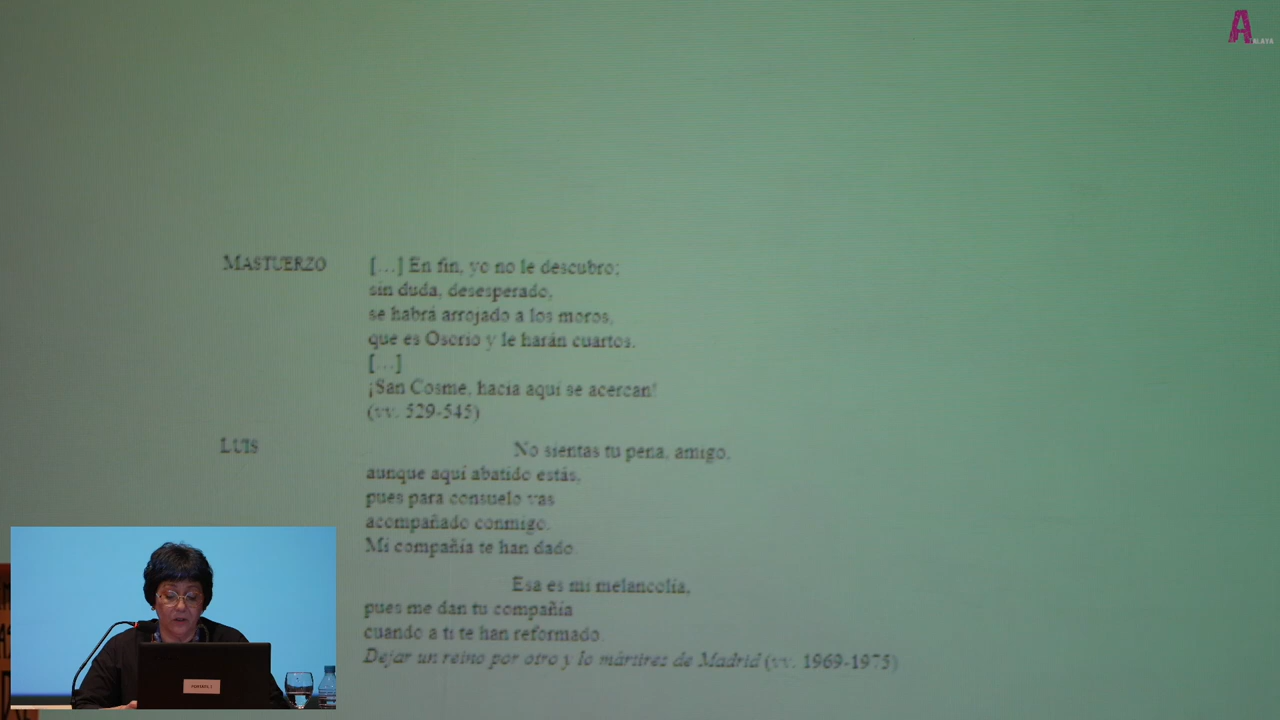 MASTUERZO [...] En fin, yo no le descubro;
sin duda, desesperado,
se habrá arrojado a los moros,
que es Osorio y le harán cuartos.
[...]
¡San Cosme, hacia aquí se acercan!
(vv. 529-545)
LUIS No sientas tu pena, amigo,
aunque aquí abatido estás,
pues para consuelo vas
acompañado conmigo.
Mi compañía te han dado.
Esa es mi melancolía,
pues me dan tu compañía
cuando a ti te han reformado.
Dejar un reino por otro y lo mártires de Madrid (vv. 1969-1975)